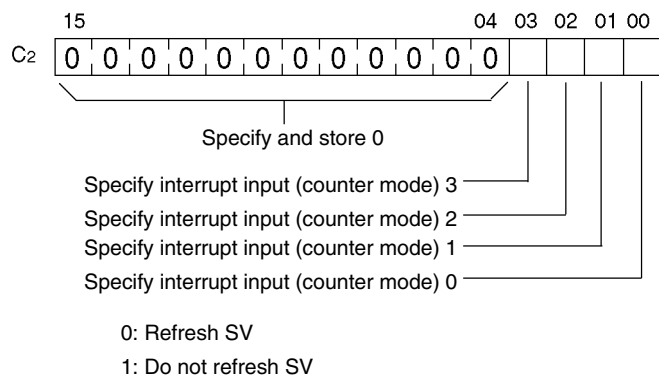 15 04 03 02 01 00
C2 0 0 0 0 0 0 0 0 0 0 0 0
Specify and store 0
Specify interrupt input (counter mode) 3
Specify interrupt input (counter mode) 2
Specify interrupt input (counter mode) 1
Specify interrupt input (counter mode) 0
0: Refresh SV
1: Do not refresh SV